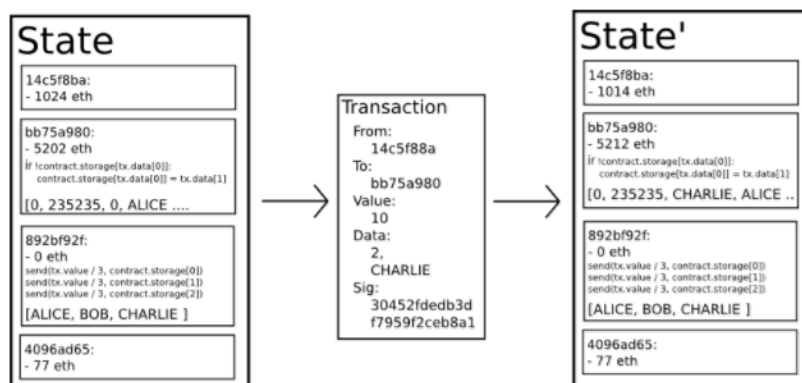 State
14c5f8ba:
- 1024 eth
bb75a980:
- 5202 eth
if !contract.storage[tx.data[0]]:
contract.storage[tx.data[0]] = tx.data[1]
[0, 235235, 0, ALICE ....
892bf92f:
- 0 eth
send(tx.value / 3, contract.storage[0])
send(tx.value / 3, contract.storage[1])
send(tx.value / 3, contract.storage[2])
[ALICE, BOB, CHARLIE ]
4096ad65:
- 77 eth
Transaction
From:
14c5f88a
To:
bb75a980
Value:
10
Data:
2,
CHARLIE
Sig:
30452fdedb3d
f7959f2ceb8a1
State'
14c5f8ba:
- 1014 eth
bb75a980:
- 5212 eth
if !contract.storage[tx.data[0]]:
contract.storage[tx.data[0]] = tx.data[1]
[0, 235235, CHARLIE, ALICE ..
892bf92f:
- 0 eth
send(tx.value / 3, contract.storage[0])
send(tx.value / 3, contract.storage[1])
send(tx.value / 3, contract.storage[2])
[ALICE, BOB, CHARLIE ]
4096ad65:
- 77 eth